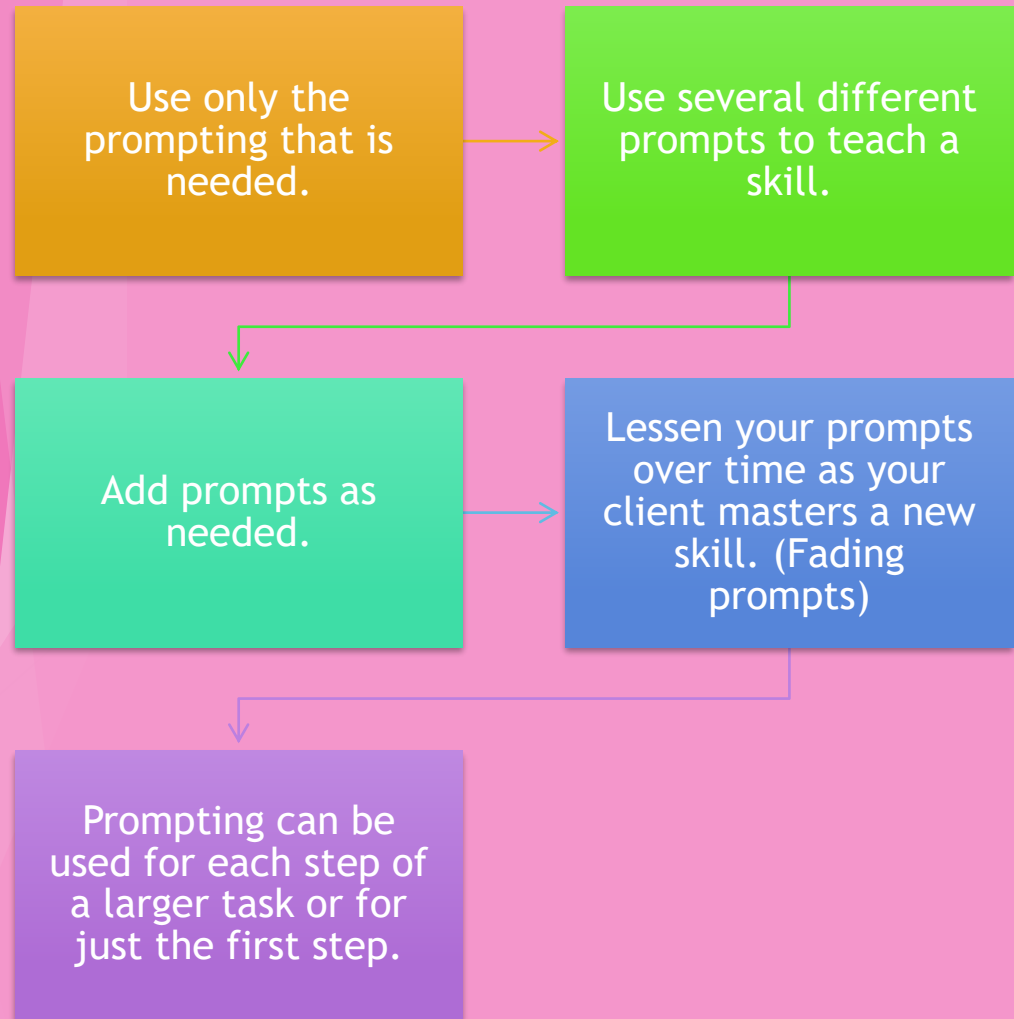 Use only the
prompting that is
needed.
Use several different
prompts to teach a
skill.
Add prompts as
needed.
Lessen your prompts
over time as your
client masters a new
skill. (Fading
prompts)
Prompting can be
used for each step of
a larger task or for
just the first step.